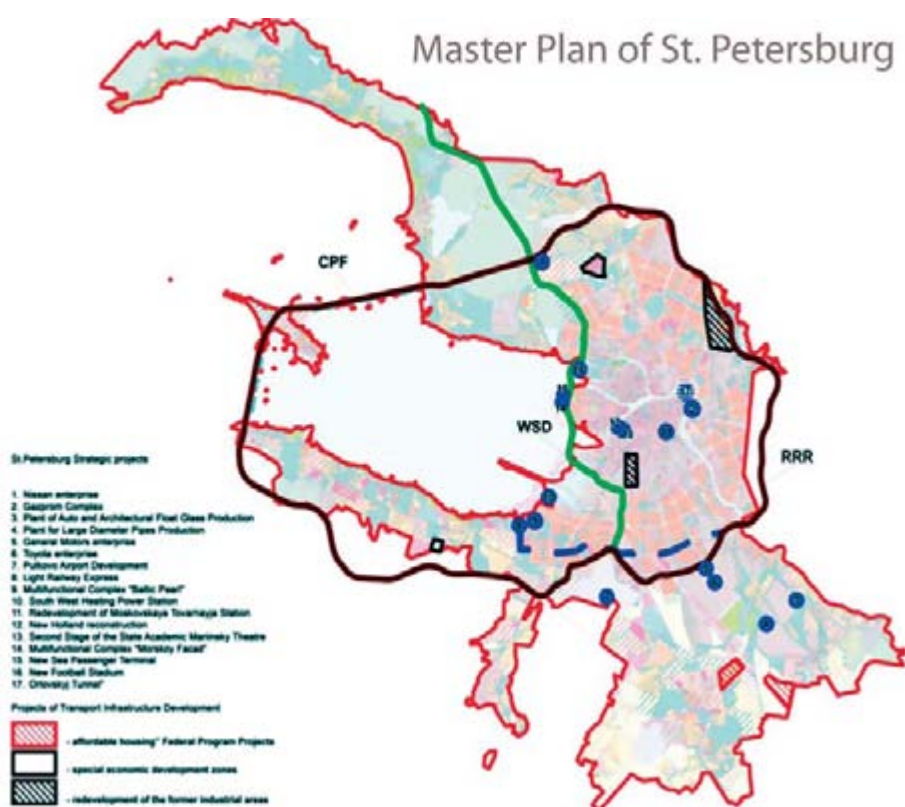 Master Plan of St. Petersburg
CPF
WSD
RRR
St.Petersburg Strategic projects
1. Nissan enterprise
2. Gazprom Complex
3. Plant of Auto and Architectural Float Glass Production
4. Plant for Large Diameter Pipes Production
5. General Motors enterprise
6. Toyota enterprise
7. Pulkovo Airport Development
8. Light Railway Express
9. Multifunctional Complex "Baltic Pearl"
10. South West Heating Power Station
11. Redevelopment of Moskovskaya Tovarnayja Station
12. New Holland reconstruction
13. Second Stage of the State Academic Mariinsky Theatre
14. Multifunctional Complex "Morskoy Facad"
15. New Sea Passenger Terminal
16. New Football Stadium
17. Orlovskyj Tunnel"
Projects of Transport Infrastructure Development
- affordable housing" Federal Program Projects
- special economic development zones
- redevelopment of the former industrial areas